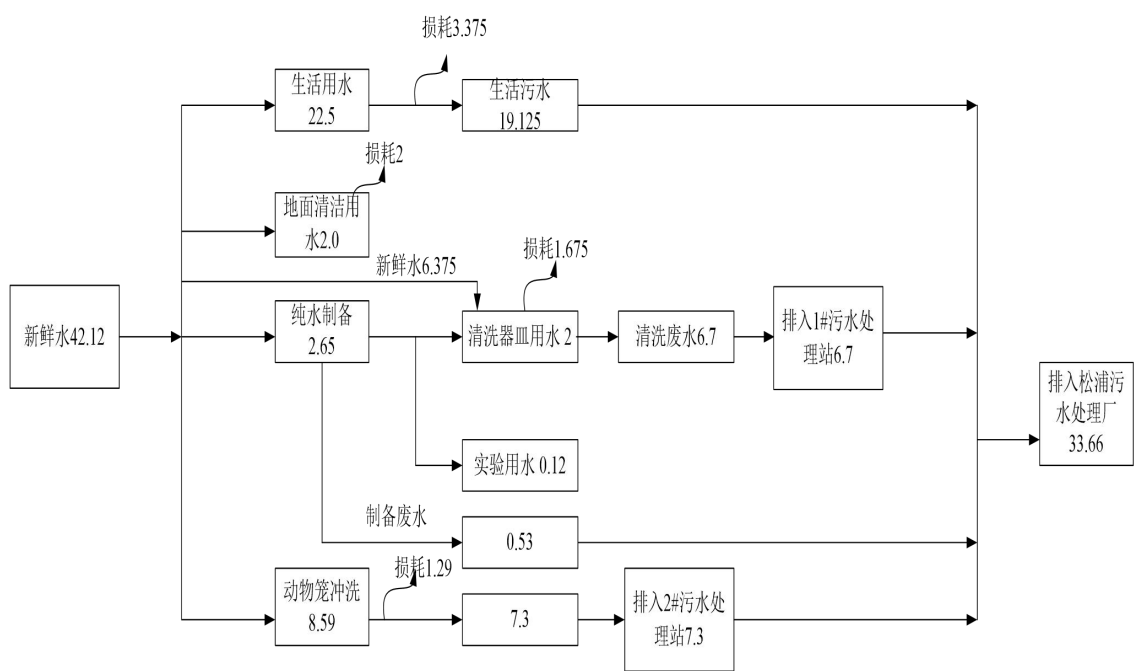 损耗3.375
生活用水
22.5
生活污水
19.125
损耗2
地面清洁用
水2.0
新鲜水6.375
损耗1.675
新鲜水42.12
纯水制备
2.65
清洗器皿用水 2
清洗废水6.7
排入1#污水处
理站6.7
排入松浦污
水处理厂
33.66
实验用水 0.12
制备废水
0.53
动物笼冲洗
8.59
损耗1.29
7.3
排入2#污水处
理站7.3